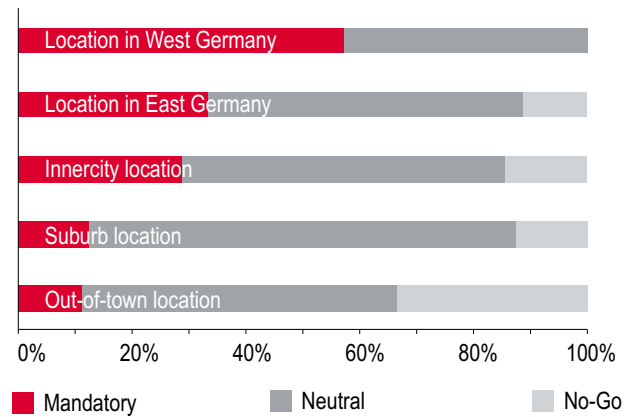 Location in West Germany
Location in East Germany
Innercity location
Suburb location
Out-of-town location
0% 20% 40% 60% 80% 100%
Mandatory Neutral No-Go